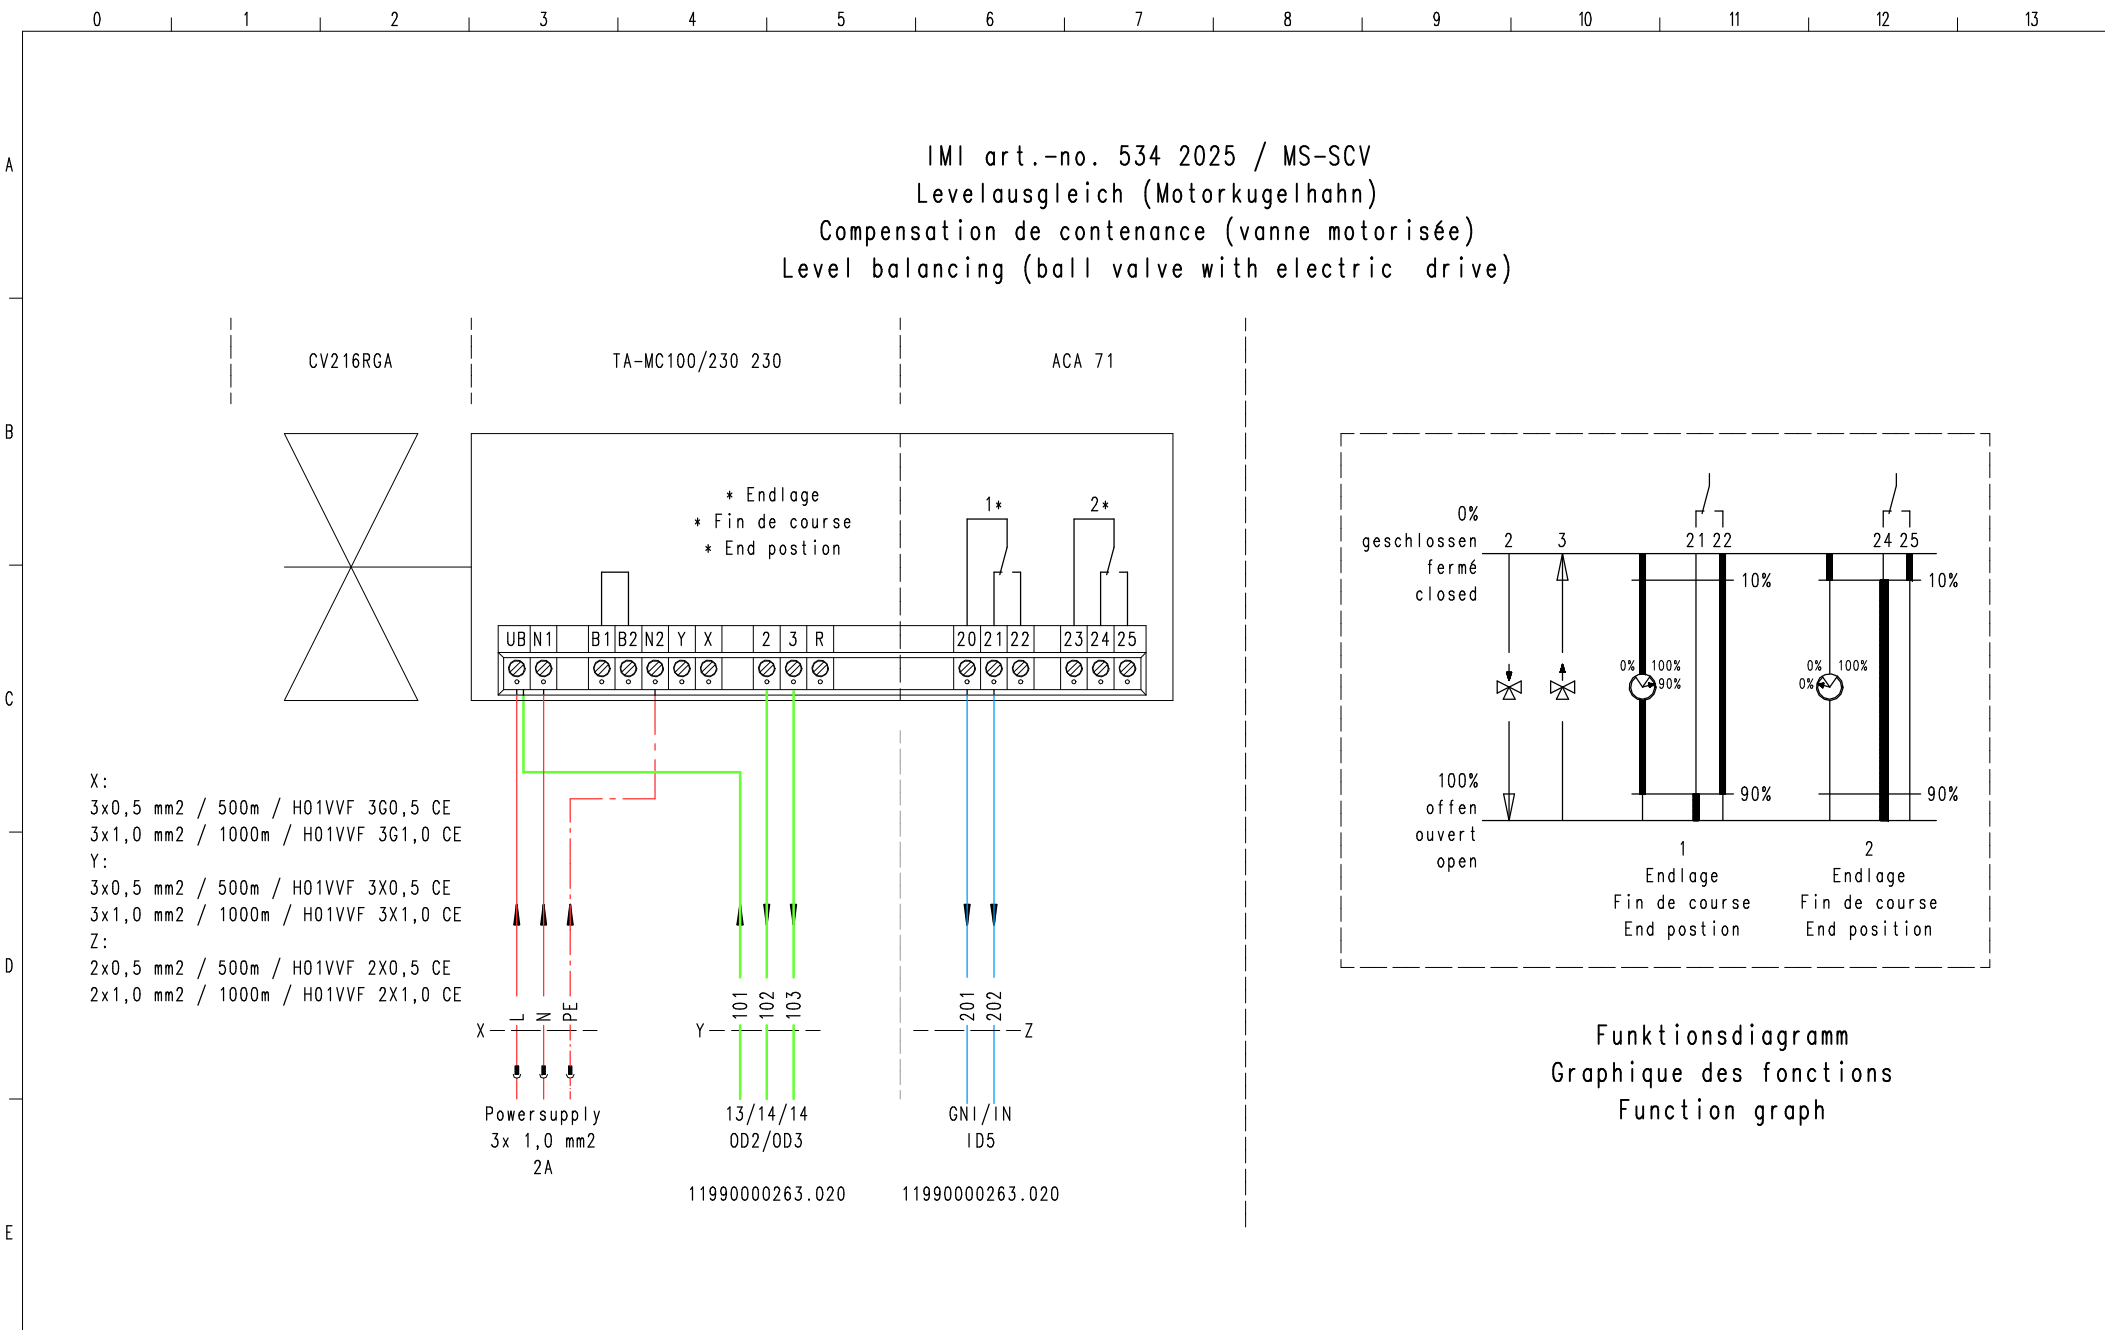 0 1 2 3 4 5 6 7 8 9 10 11 12 13
A
IMI art.-no. 534 2025 / MS-SCV
Levelausgleich (Motorkugelhahn)
Compensation de contenance (vanne motorisée)
Level balancing (ball valve with electric drive)
CV216RGA
TA-MC100/230 230
ACA 71
B
* Endlage
* Fin de course
* End postion
1*
2*
UB N1 B1 B2 N2 Y X 2 3 R 20 21 22 23 24 25
C
X:
3x0,5 mm2 / 500m / H01VVF 3G0,5 CE
3x1,0 mm2 / 1000m / H01VVF 3G1,0 CE
Y:
3x0,5 mm2 / 500m / H01VVF 3X0,5 CE
3x1,0 mm2 / 1000m / H01VVF 3X1,0 CE
Z:
2x0,5 mm2 / 500m / H01VVF 2X0,5 CE
2x1,0 mm2 / 1000m / H01VVF 2X1,0 CE
D
X L N PE
Y 101 102 103
201 202 Z
Powersupply
3x 1,0 mm2
2A
13/14/14
OD2/OD3
11990000263.020
GNI/IN
ID5
11990000263.020
E
0%
geschlossen
fermé
closed
2 3 21 22 24 25
10%
10%
0% 100%
90%
0% 100%
0%
100%
offen
ouvert
open
90%
90%
1
Endlage
Fin de course
End postion
2
Endlage
Fin de course
End position
Funktionsdiagramm
Graphique des fonctions
Function graph